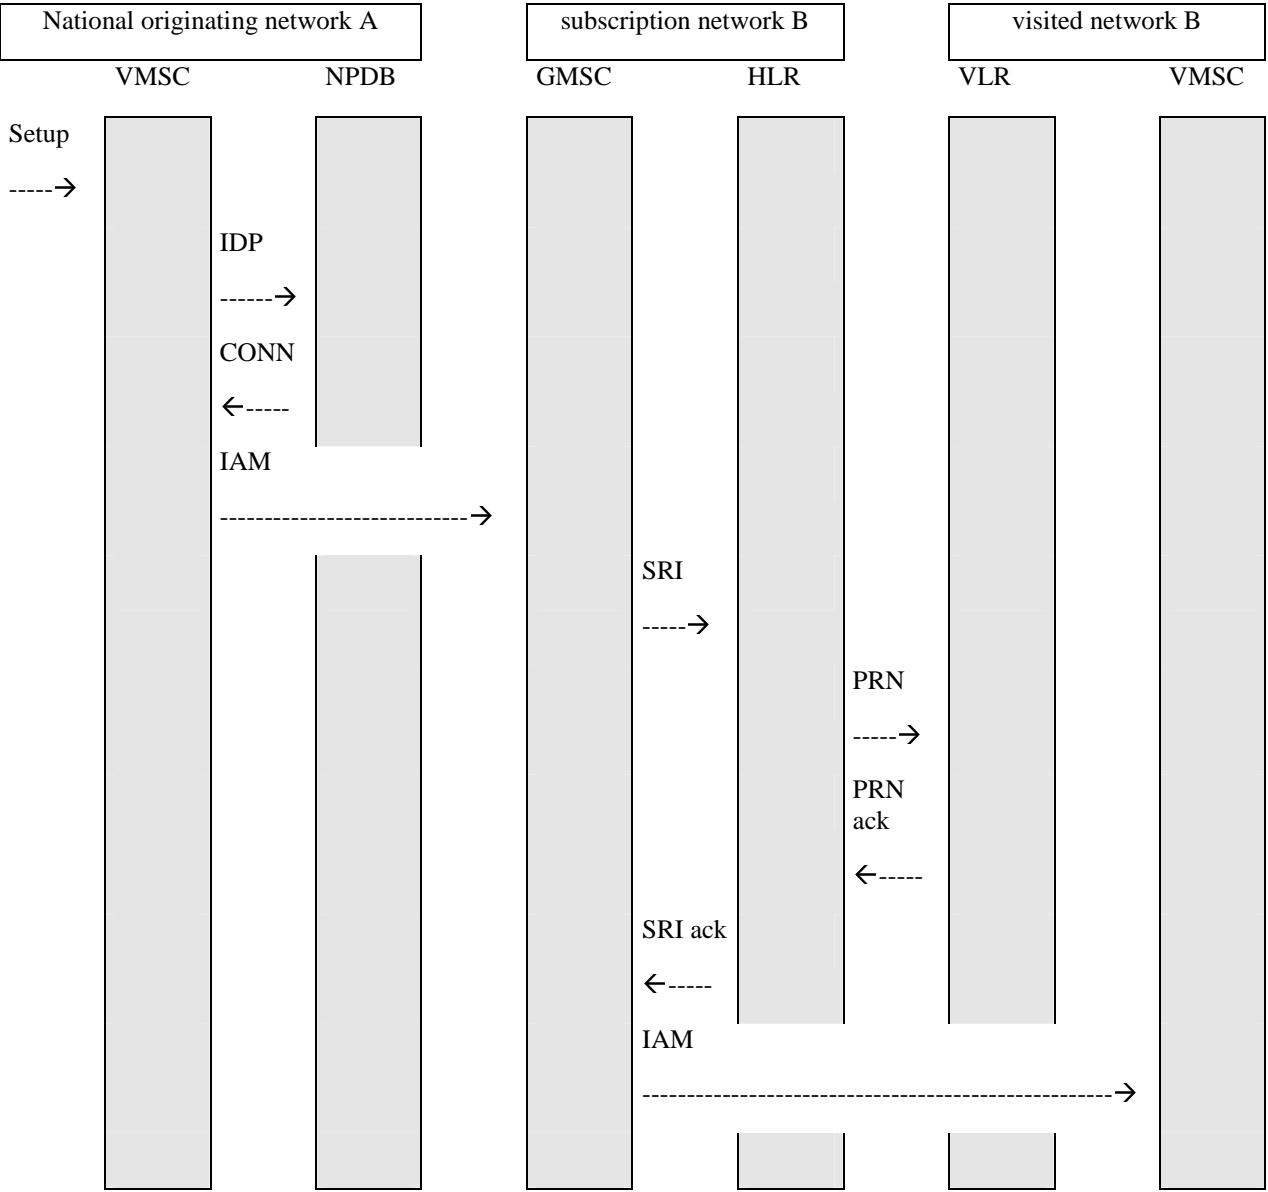 National originating network A
subscription network B
visited network B
VMSC
NPDB
GMSC
HLR
VLR
VMSC
Setup
IDP
CONN
IAM
SRI
PRN
PRN
ack
SRI ack
IAM